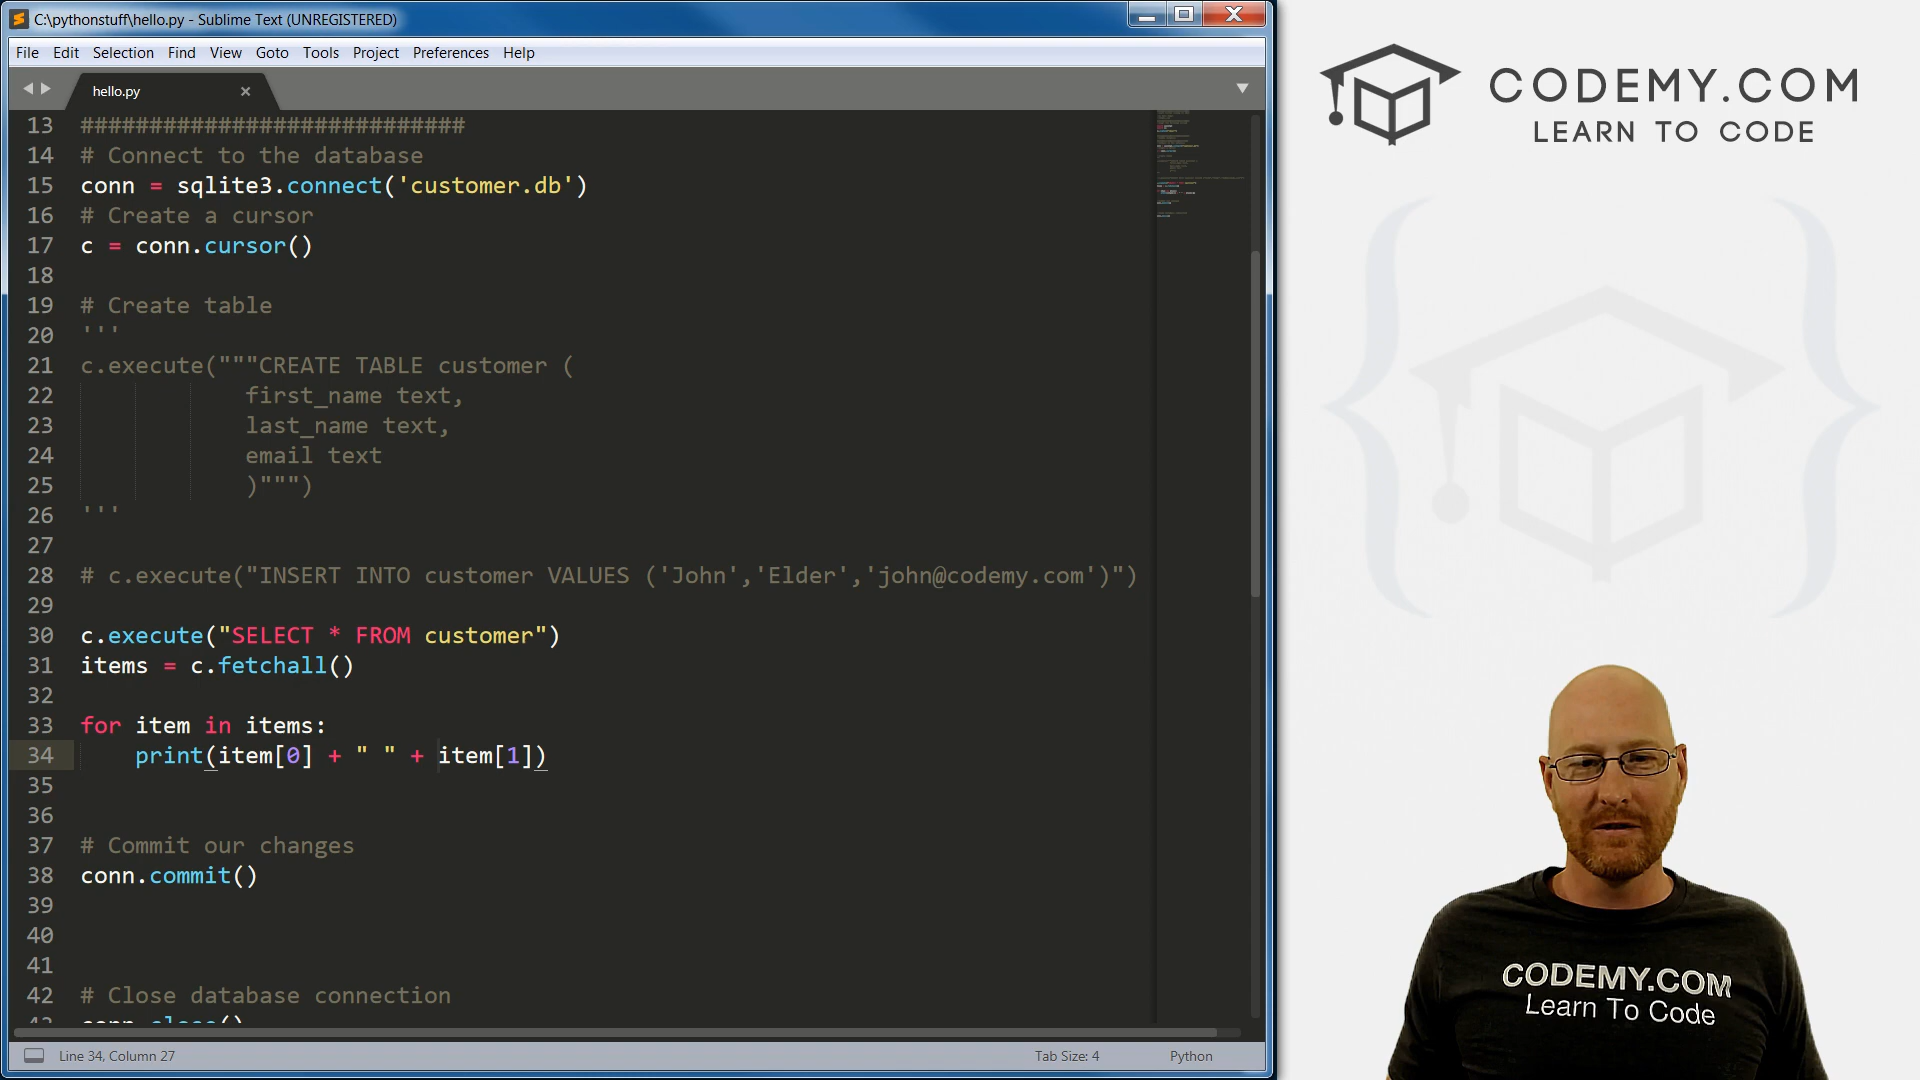 C:\pythonstuff\hello.py - Sublime Text (UNREGISTERED)
File Edit Selection Find View Goto Tools Project Preferences Help
hello.py
13 ############################
14 # Connect to the database
15 conn = sqlite3.connect('customer.db')
16 # Create a cursor
17 c = conn.cursor()
18
19 # Create table
20 '''
21 c.execute("""CREATE TABLE customer (
22 first_name text,
23 last_name text,
24 email text
25 )""")
26 '''
27
28 # c.execute("INSERT INTO customer VALUES ('John','Elder','john@codemy.com')")
29
30 c.execute("SELECT * FROM customer")
31 items = c.fetchall()
32
33 for item in items:
34 print(item[0] + " " + item[1])
35
36
37 # Commit our changes
38 conn.commit()
39
40
41
42 # Close database connection
43 conn.close()
Line 34, Column 27
Tab Size: 4
Python
CODEMY.COM
LEARN TO CODE
CODEMY.COM
Learn To Code